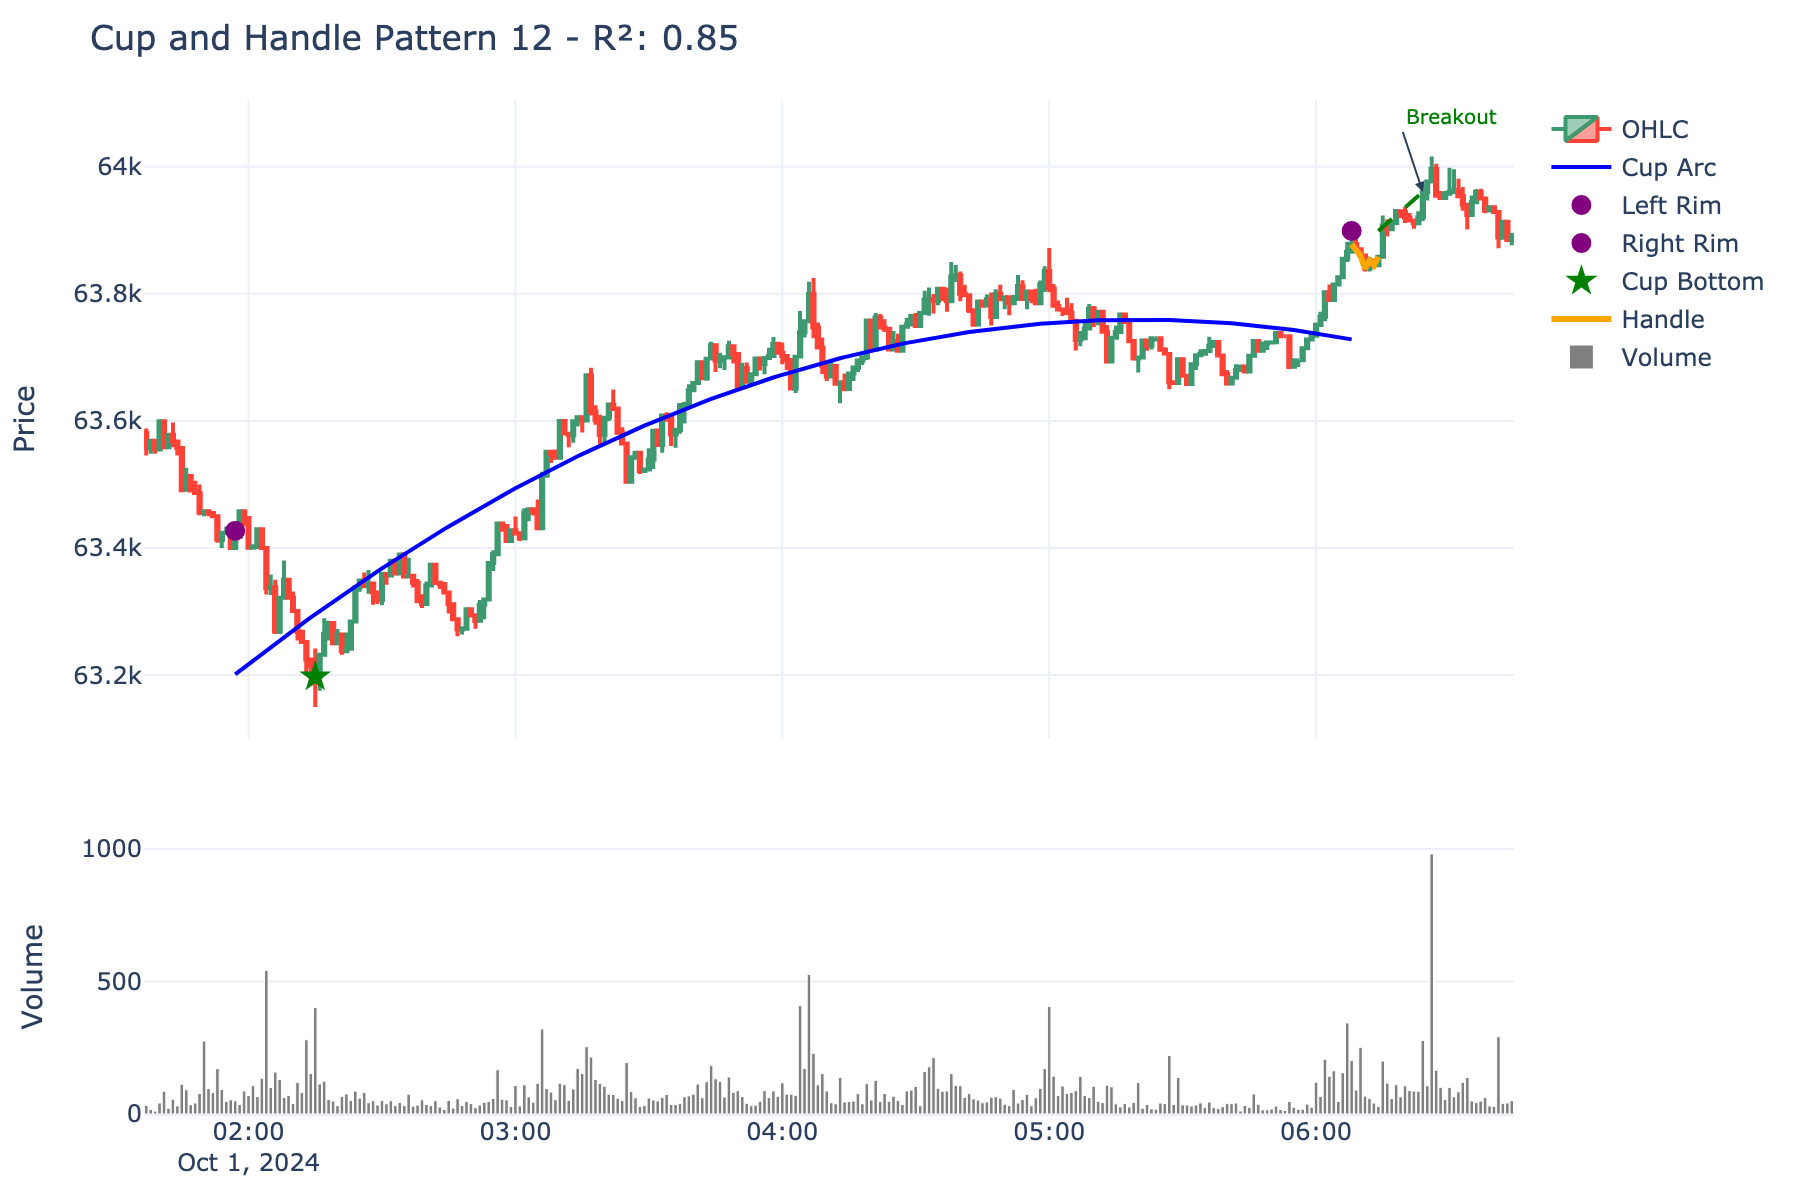 Cup and Handle Pattern 12 - R²: 0.85
Breakout
OHLC
Cup Arc
Left Rim
Right Rim
Cup Bottom
Handle
Volume
Price
64k
63.8k
63.6k
63.4k
63.2k
Volume
1000
500
0
02:00
03:00
04:00
05:00
06:00
Oct 1, 2024